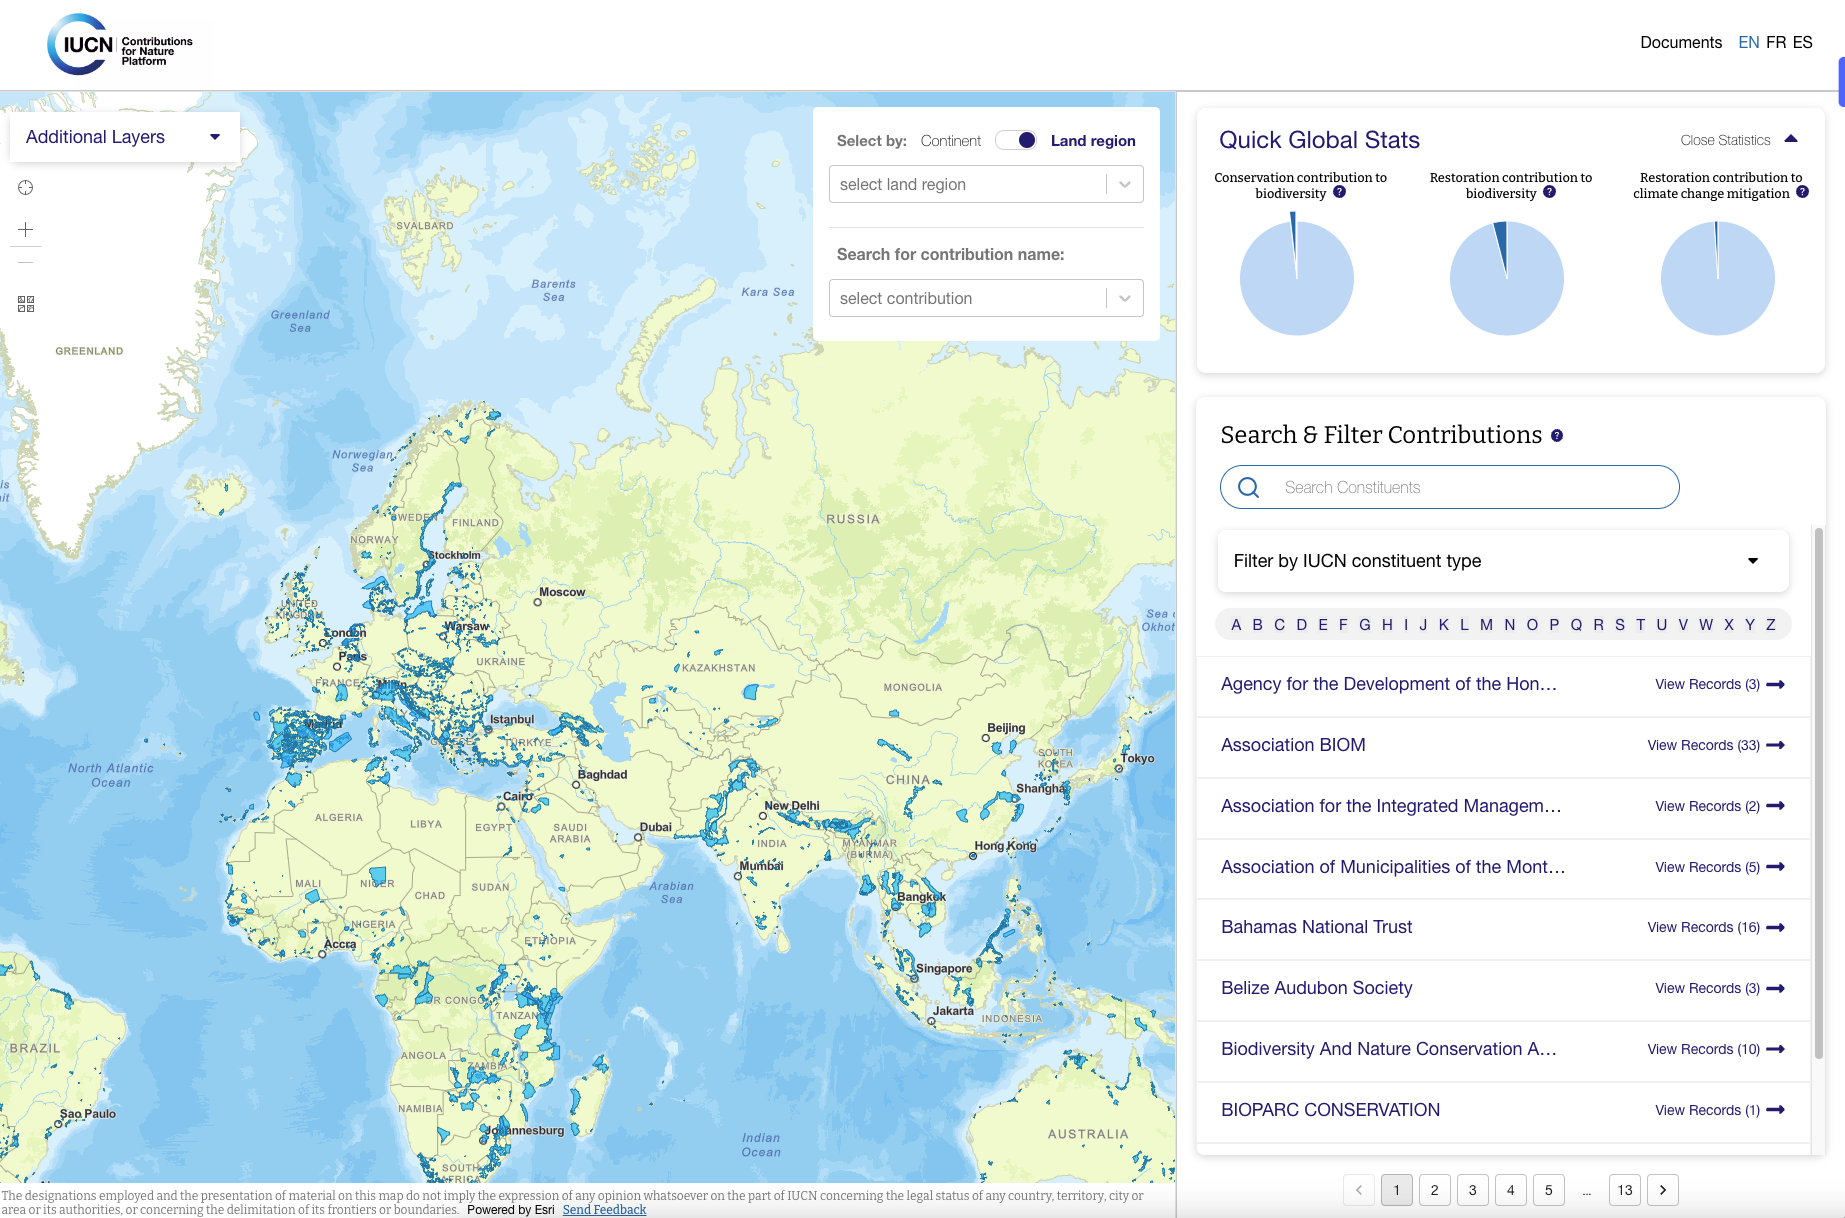 IUCN
Contributions
for Nature
Platform
Documents EN FR ES
Additional Layers
Select by: Continent Land region
select land region
Search for contribution name:
select contribution
GREENLAND
Greenland
Sea
SVALBARD
Barents
Sea
Kara Sea
Norwegian
Sea
SWEDEN
FINLAND
NORWAY
Stockholm
RUSSIA
Moscow
UNITED
KINGDOM
London
Warsaw
Paris
FRANCE
Milan
UKRAINE
KAZAKHSTAN
MONGOLIA
Sea o
Okhot
Madrid
Istanbul
GREECE
TÜRKIYE
Beijing
SOUTH
KOREA
Tokyo
North Atlantic
Ocean
Baghdad
CHINA
Shangha
Cairo
New Delhi
ALGERIA
LIBYA
EGYPT
SAUDI
ARABIA
Dubai
INDIA
MYANMAR
(BURMA)
Hong Kong
Mumbai
MALI
NIGER
CHAD
SUDAN
Arabian
Sea
Bangkok
NIGERIA
Accra
ETHIOPIA
Singapore
DR CONGO
TANZANIA
Jakarta
INDONESIA
BRAZIL
ANGOLA
ZAMBIA
NAMIBIA
Sao Paulo
Johannesburg
Indian
Ocean
AUSTRALIA
SOUTH
AFRICA
The designations employed and the presentation of material on this map do not imply the expression of any opinion whatsoever on the part of IUCN concerning the legal status of any country, territory, city or
area or its authorities, or concerning the delimitation of its frontiers or boundaries. Powered by Esri Send Feedback
Quick Global Stats
Close Statistics
Conservation contribution to
biodiversity ?
Restoration contribution to
biodiversity ?
Restoration contribution to
climate change mitigation ?
Search & Filter Contributions ?
Search Constituents
Filter by IUCN constituent type
A B C D E F G H I J K L M N O P Q R S T U V W X Y Z
Agency for the Development of the Hon... View Records (3)
Association BIOM View Records (33)
Association for the Integrated Managem... View Records (2)
Association of Municipalities of the Mont... View Records (5)
Bahamas National Trust View Records (16)
Belize Audubon Society View Records (3)
Biodiversity And Nature Conservation A... View Records (10)
BIOPARC CONSERVATION View Records (1)
< 1 2 3 4 5 ... 13 >